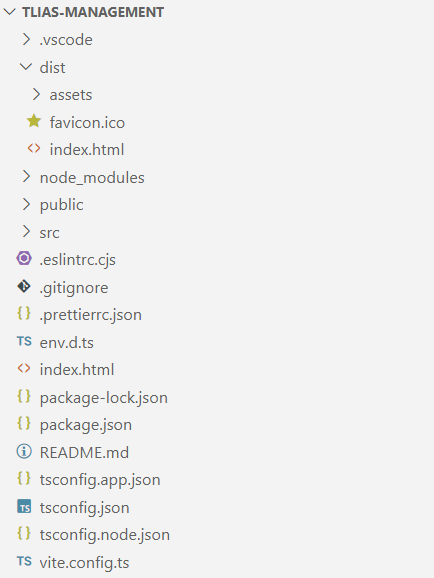 TLIAS-MANAGEMENT
.vscode
dist
assets
favicon.ico
index.html
node_modules
public
src
.eslintrc.cjs
.gitignore
{ } .prettierrc.json
TS env.d.ts
<> index.html
{ } package-lock.json
{ } package.json
README.md
{ } tsconfig.app.json
TS tsconfig.json
{ } tsconfig.node.json
TS vite.config.ts